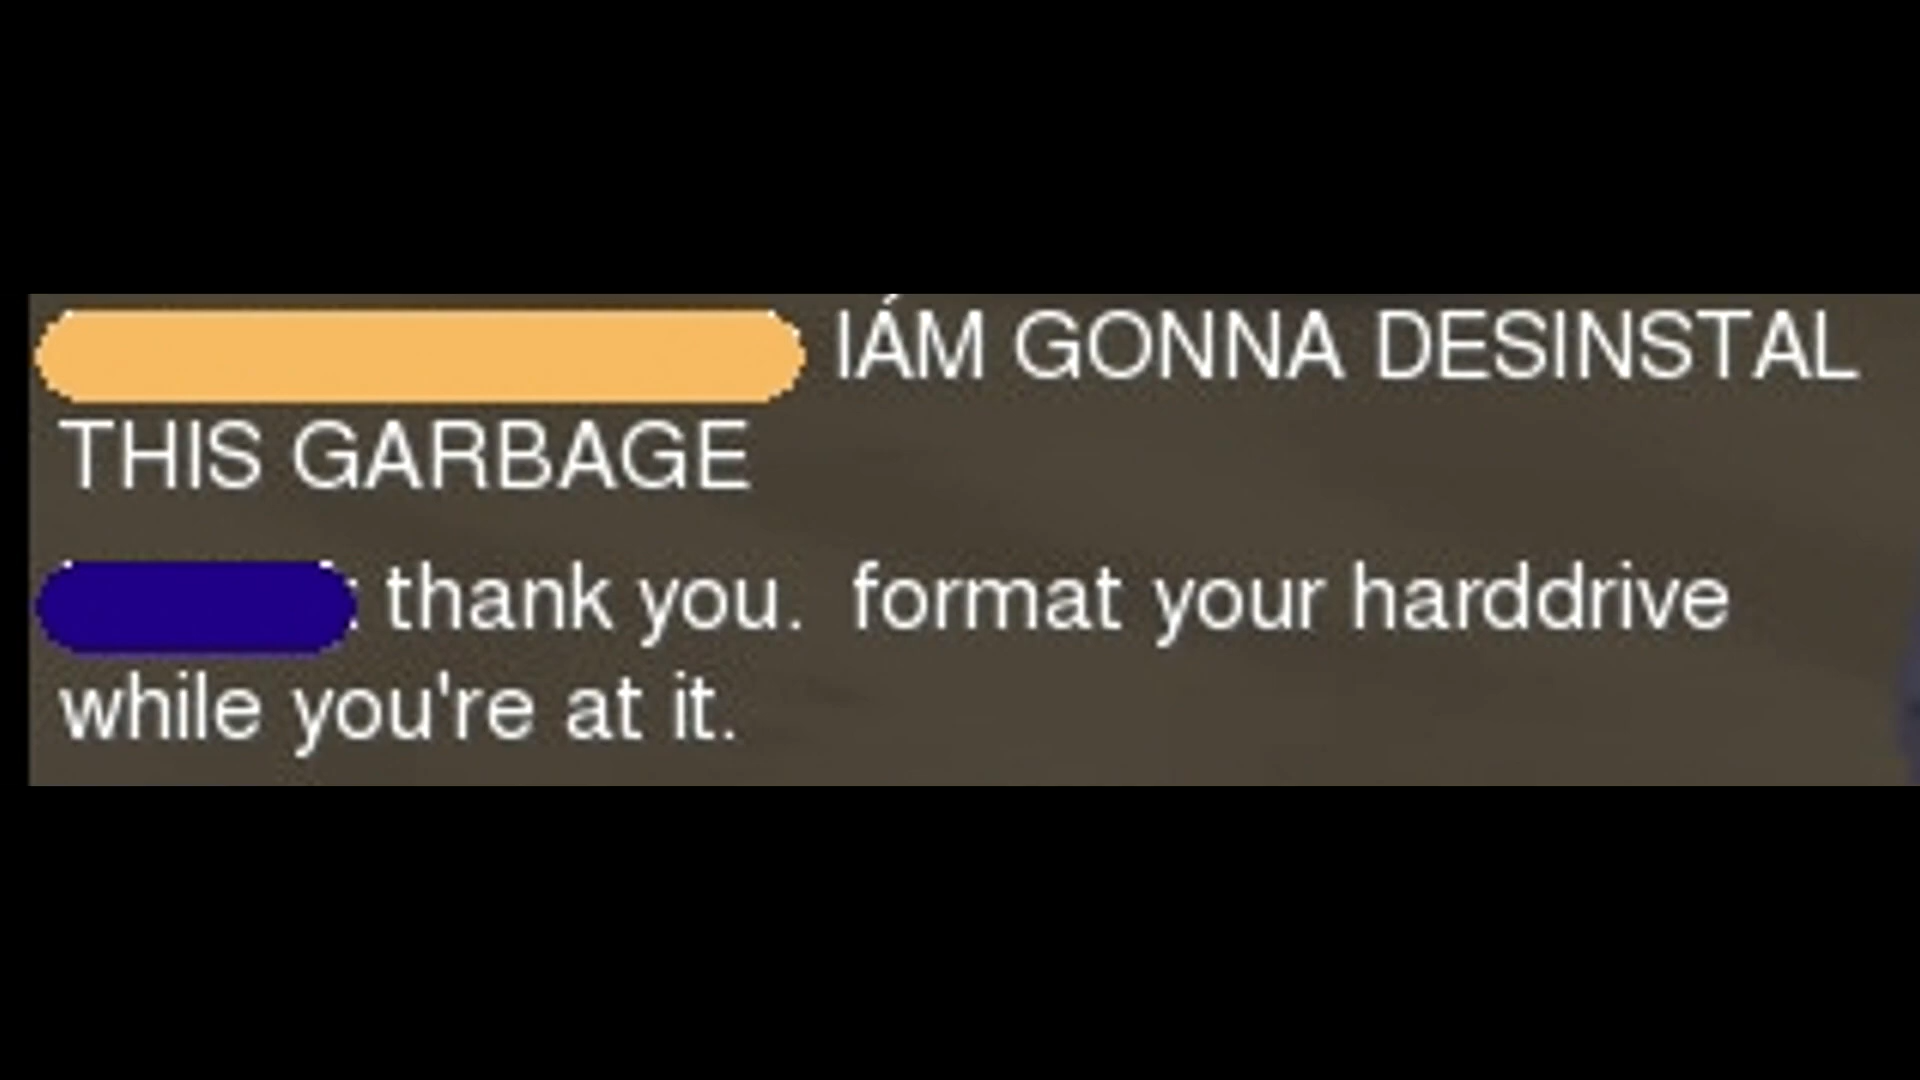 IÁM GONNA DESINSTAL
THIS GARBAGE
: thank you.  format your harddrive
while you're at it.